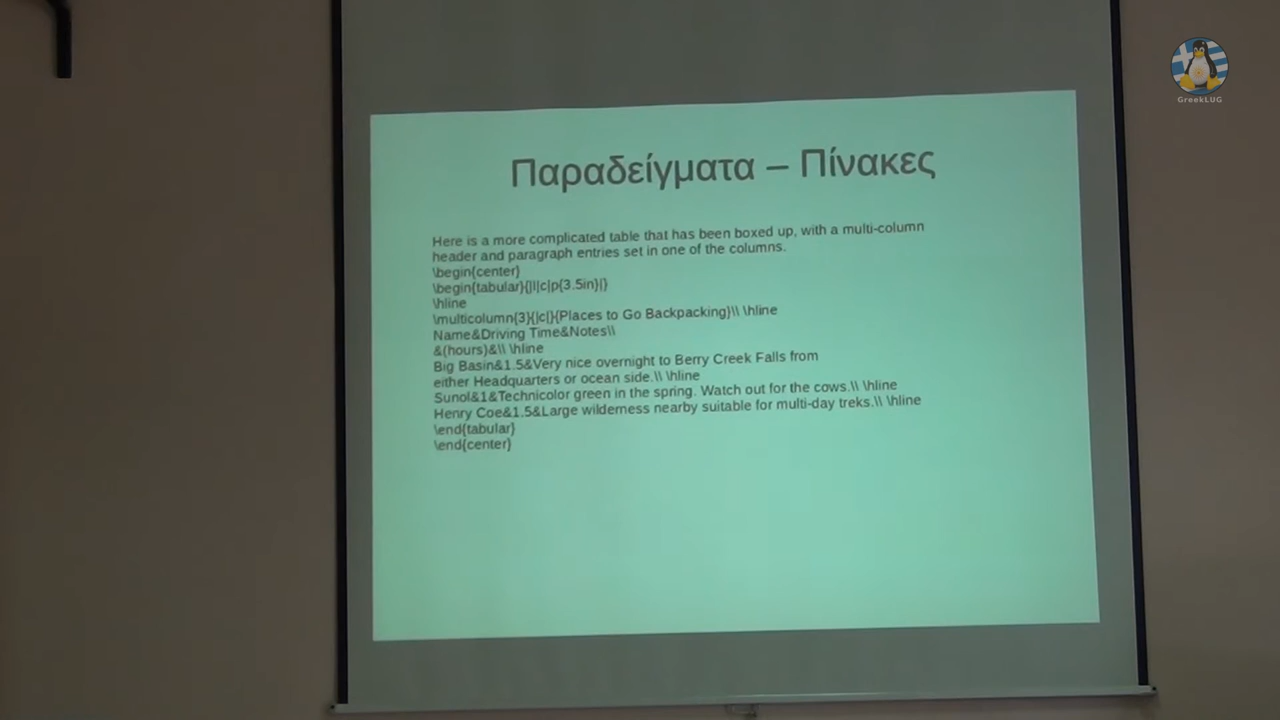 GreekLUG
Παραδείγματα – Πίνακες
Here is a more complicated table that has been boxed up, with a multi-column
header and paragraph entries set in one of the columns.
\begin{center}
\begin{tabular}{|l|c|p{3.5in}|}
\hline
\multicolumn{3}{|c|}{Places to Go Backpacking}\\ \hline
Name&Driving Time&Notes\\
&(hours)&\\ \hline
Big Basin&1.5&Very nice overnight to Berry Creek Falls from
either Headquarters or ocean side.\\ \hline
Sunol&1&Technicolor green in the spring. Watch out for the cows.\\ \hline
Henry Coe&1.5&Large wilderness nearby suitable for multi-day treks.\\ \hline
\end{tabular}
\end{center}